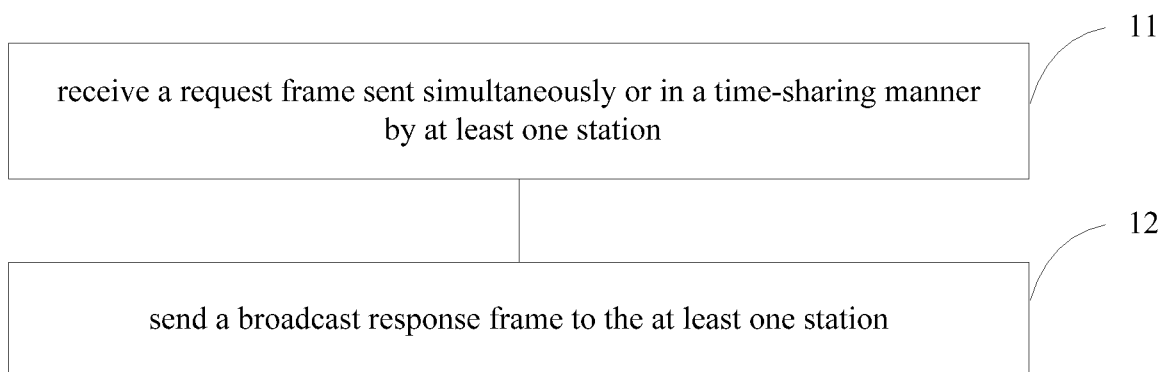 11
receive a request frame sent simultaneously or in a time-sharing manner
by at least one station
12
send a broadcast response frame to the at least one station